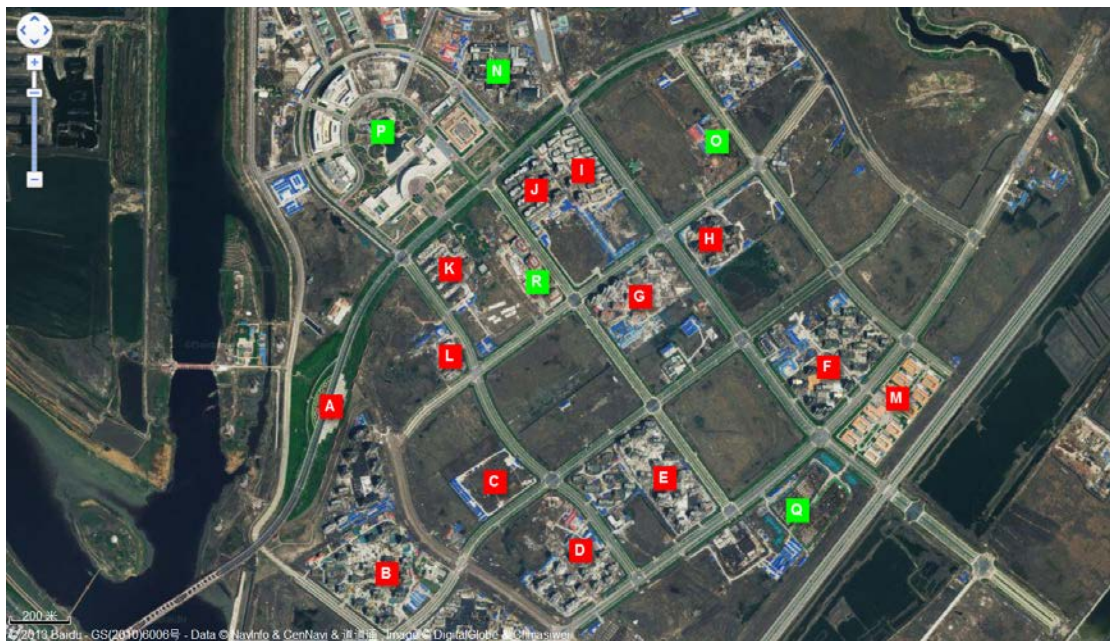 N
P
O
I
J
H
K
R
G
L
F
A
M
C
E
Q
D
B
200 米
© 2013 Baidu - GS(2010)6006号 - Data © NavInfo & CenNavi & 道道通, Image © DigitalGlobe & Chinasiwei